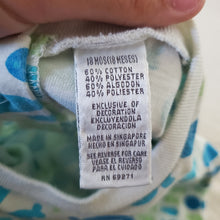 18 MOS(18 MESES)
60% COTTON
40% POLYESTER
60% ALGODON
40% POLIESTER
EXCLUSIVE OF
DECORATION
EXCLUYENDOLA
DECORACION
MADE IN SINGAPORE
HECHO EN SINGAPUR
SEE REVERSE FOR CARE
VEASE EL REVERSO
PARA EL CUIDADO
RN 69271